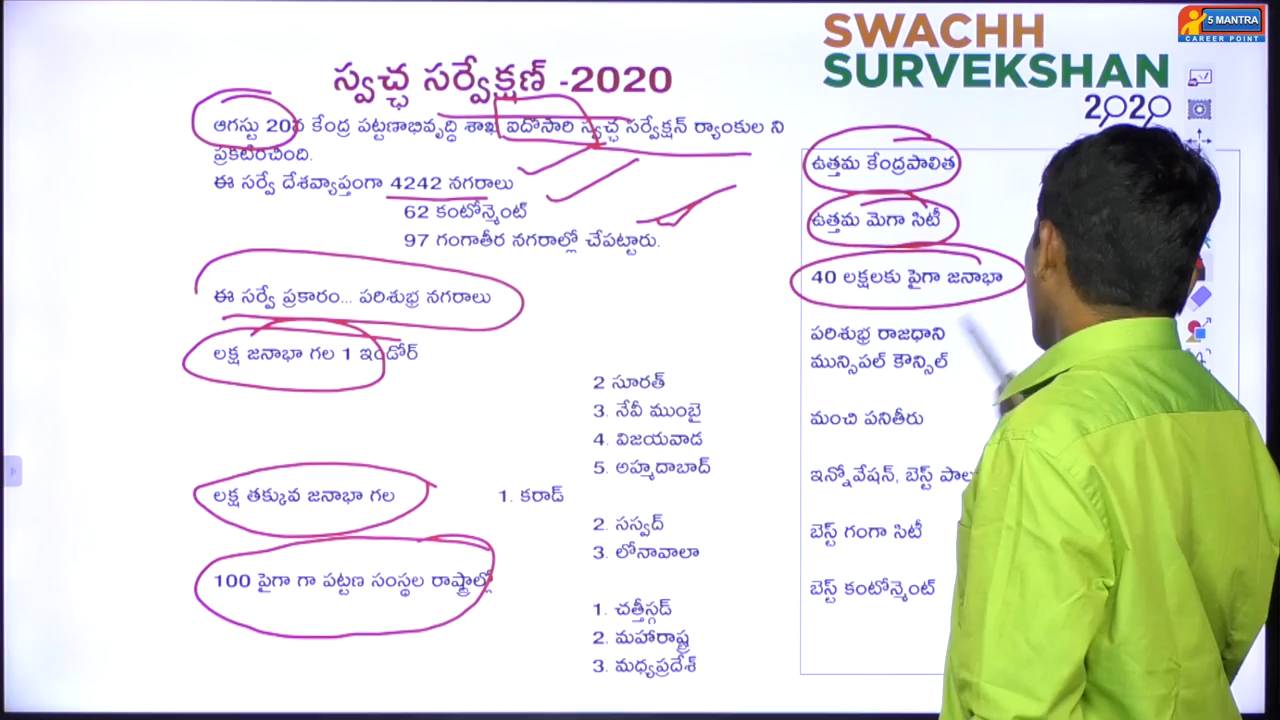 5 MANTRA
CAREER POINT
SWACHH
SURVEKSHAN
2020
స్వచ్ఛ సర్వేక్షణ్ -2020
ఆగస్టు 20న కేంద్ర పట్టణాభివృద్ధి శాఖ ఐదోసారి స్వచ్ఛ సర్వేక్షన్ ర్యాంకుల ని
ప్రకటించింది.
ఈ సర్వే దేశవ్యాప్తంగా 4242 నగరాలు
62 కంటోన్మెంట్
97 గంగాతీర నగరాల్లో చేపట్టారు.
ఈ సర్వే ప్రకారం... పరిశుభ్ర నగరాలు
లక్ష జనాభా గల 1 ఇండోర్
2 సూరత్
3. నేవీ ముంబై
4. విజయవాడ
5. అహ్మదాబాద్
లక్ష తక్కువ జనాభా గల 1. కరాడ్
2. సస్వద్
3. లోనావాలా
100 పైగా గా పట్టణ సంస్థల రాష్ట్రాల్లో
1. చత్తీస్గడ్
2. మహారాష్ట్ర
3. మధ్యప్రదేశ్
ఉత్తమ కేంద్రపాలిత
ఉత్తమ మెగా సిటీ
40 లక్షలకు పైగా జనాభా
పరిశుభ్ర రాజధాని
మున్సిపల్ కౌన్సిల్
మంచి పనితీరు
ఇన్నోవేషన్, బెస్ట్
బెస్ట్ గంగా సిటీ
బెస్ట్ కంటోన్మెంట్